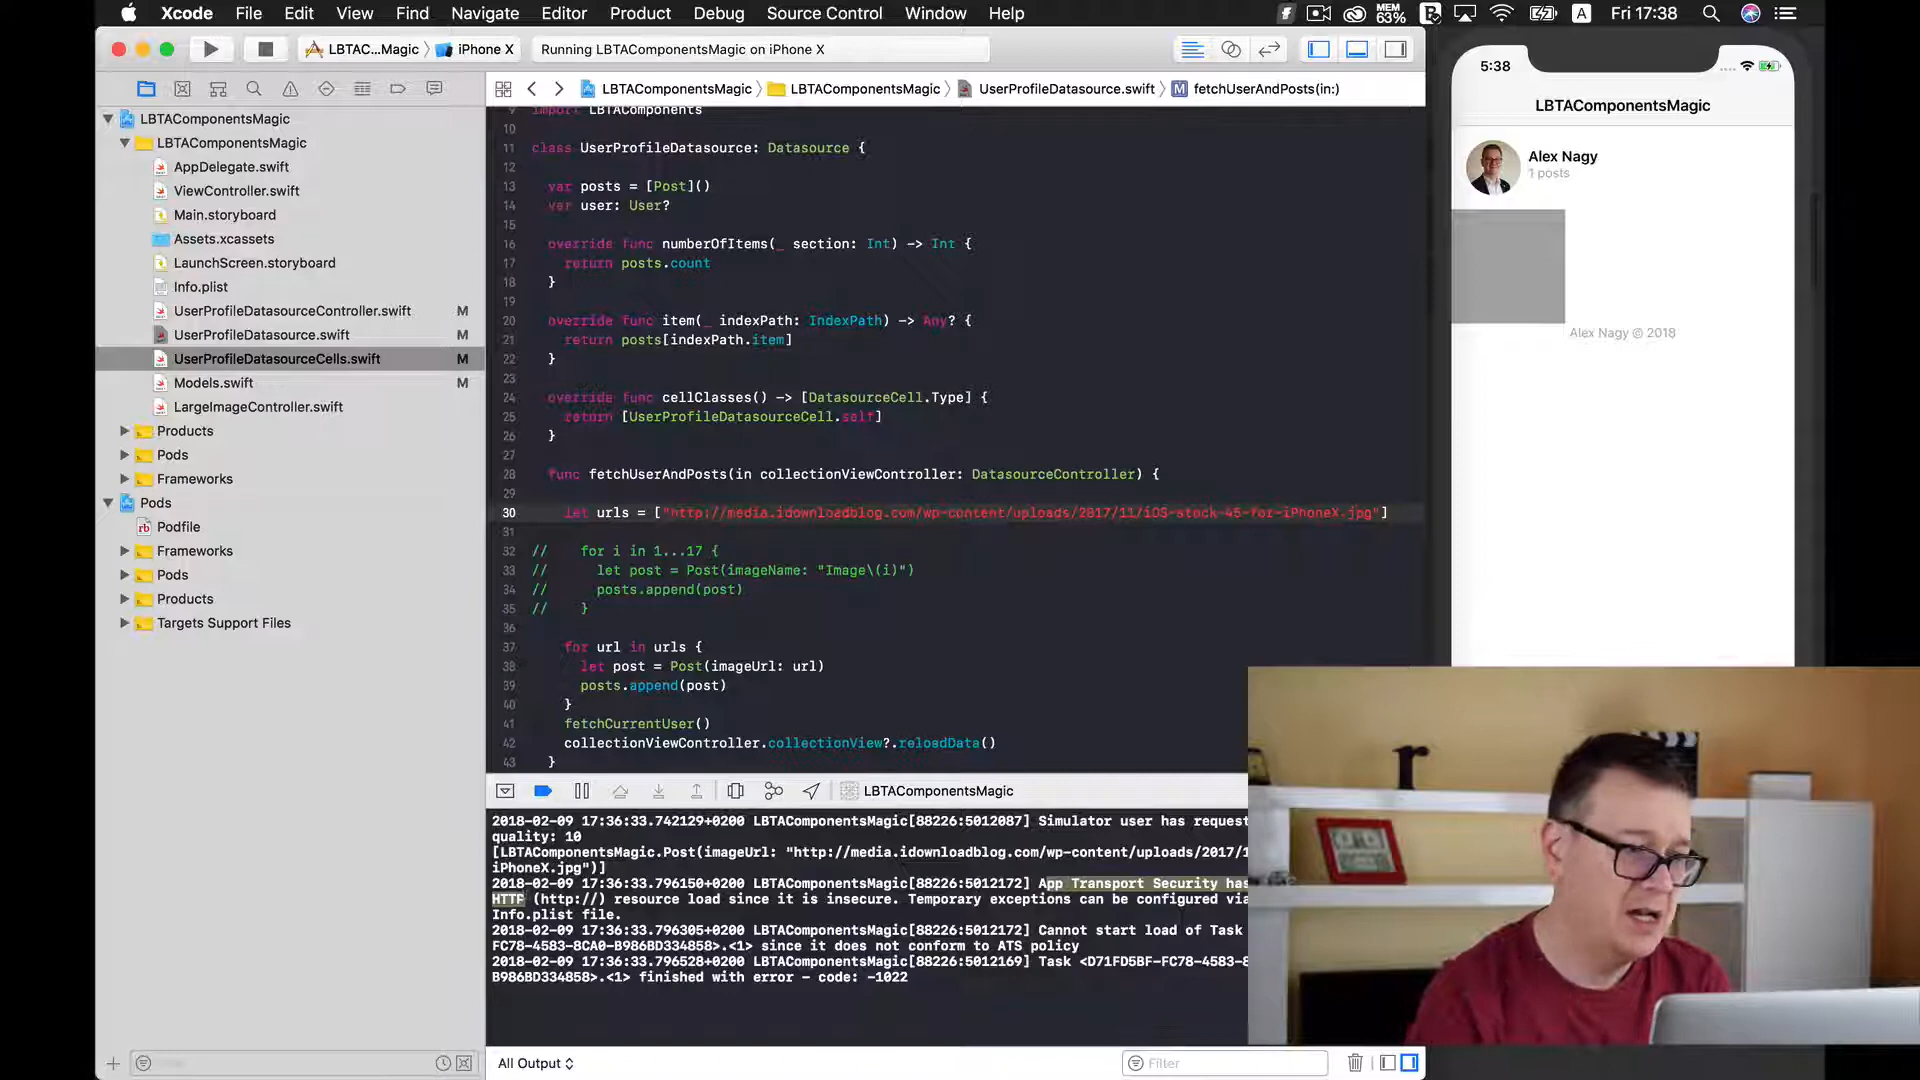 Xcode File Edit View Find Navigate Editor Product Debug Source Control Window Help MEM 63% A Fri 17:38
LBTAC...Magic iPhone X Running LBTAComponentsMagic on iPhone X
LBTAComponentsMagic LBTAComponentsMagic UserProfileDatasource.swift M fetchUserAndPosts(in:)
LBTAComponentsMagic
LBTAComponentsMagic
AppDelegate.swift
ViewController.swift
Main.storyboard
Assets.xcassets
LaunchScreen.storyboard
Info.plist
UserProfileDatasourceController.swift M
UserProfileDatasource.swift M
UserProfileDatasourceCells.swift M
Models.swift M
LargeImageController.swift
Products
Pods
Frameworks
Pods
rb Podfile
Frameworks
Pods
Products
Targets Support Files
9 import LBTAComponents
10
11 class UserProfileDatasource: Datasource {
12
13 var posts = [Post]()
14 var user: User?
15
16 override func numberOfItems(_ section: Int) -> Int {
17 return posts.count
18 }
19
20 override func item(_ indexPath: IndexPath) -> Any? {
21 return posts[indexPath.item]
22 }
23
24 override func cellClasses() -> [DatasourceCell.Type] {
25 return [UserProfileDatasourceCell.self]
26 }
27
28 func fetchUserAndPosts(in collectionViewController: DatasourceController) {
29
30 let urls = ["http://media.idownloadblog.com/wp-content/uploads/2017/11/iOS-stock-45-for-iPhoneX.jpg"]
31
32 // for i in 1...17 {
33 // let post = Post(imageName: "Image\(i)")
34 // posts.append(post)
35 // }
36
37 for url in urls {
38 let post = Post(imageUrl: url)
39 posts.append(post)
40 }
41 fetchCurrentUser()
42 collectionViewController.collectionView?.reloadData()
43 }
LBTAComponentsMagic
2018-02-09 17:36:33.742129+0200 LBTAComponentsMagic[88226:5012087] Simulator user has request
quality: 10
[LBTAComponentsMagic.Post(imageUrl: "http://media.idownloadblog.com/wp-content/uploads/2017/1
iPhoneX.jpg")]
2018-02-09 17:36:33.796150+0200 LBTAComponentsMagic[88226:5012172] App Transport Security has
HTTP (http://) resource load since it is insecure. Temporary exceptions can be configured via
Info.plist file.
2018-02-09 17:36:33.796305+0200 LBTAComponentsMagic[88226:5012172] Cannot start load of Task
FC78-4583-8CA0-B986BD334858>.<1> since it does not conform to ATS policy
2018-02-09 17:36:33.796528+0200 LBTAComponentsMagic[88226:5012169] Task <D71FD5BF-FC78-4583-8
B986BD334858>.<1> finished with error - code: -1022
All Output Filter
5:38
LBTAComponentsMagic
Alex Nagy
1 posts
Alex Nagy @ 2018